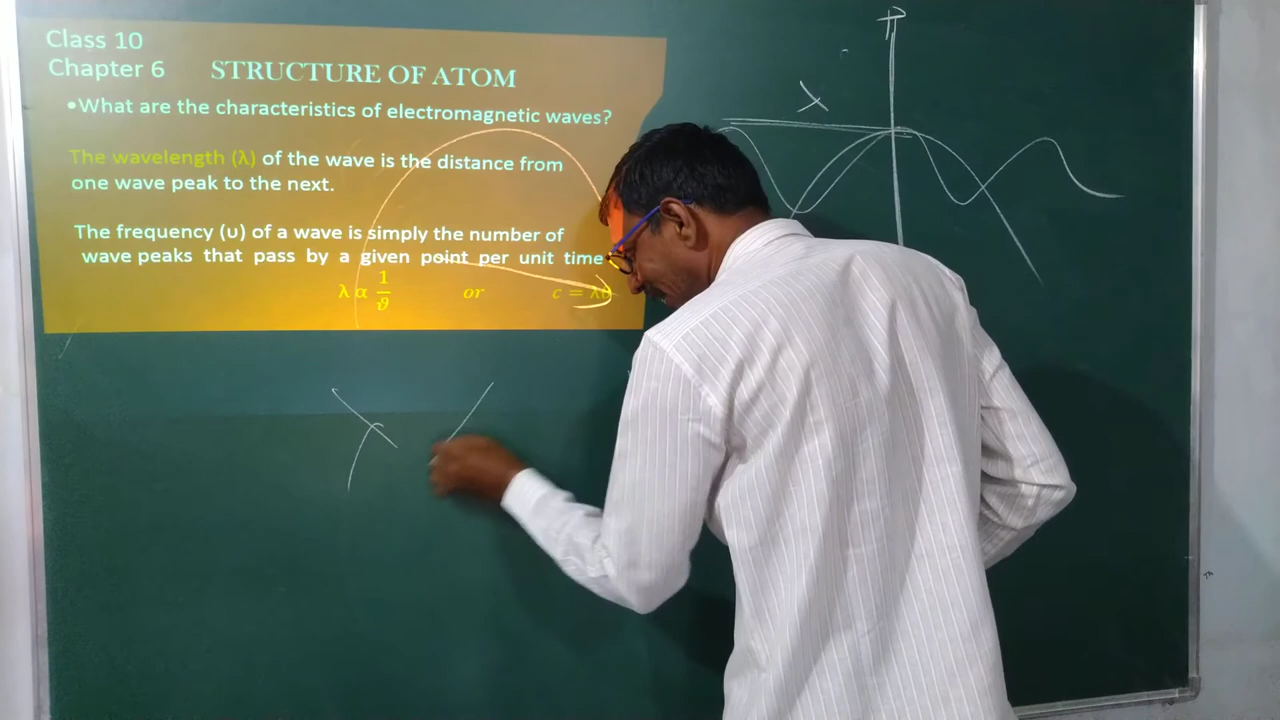 Class 10
Chapter 6 STRUCTURE OF ATOM
•What are the characteristics of electromagnetic waves?
The wavelength (λ) of the wave is the distance from
one wave peak to the next.
The frequency (υ) of a wave is simply the number of
wave peaks that pass by a given point per unit time
λ α 1/ϑ or c = λϑ
P
λ
λ